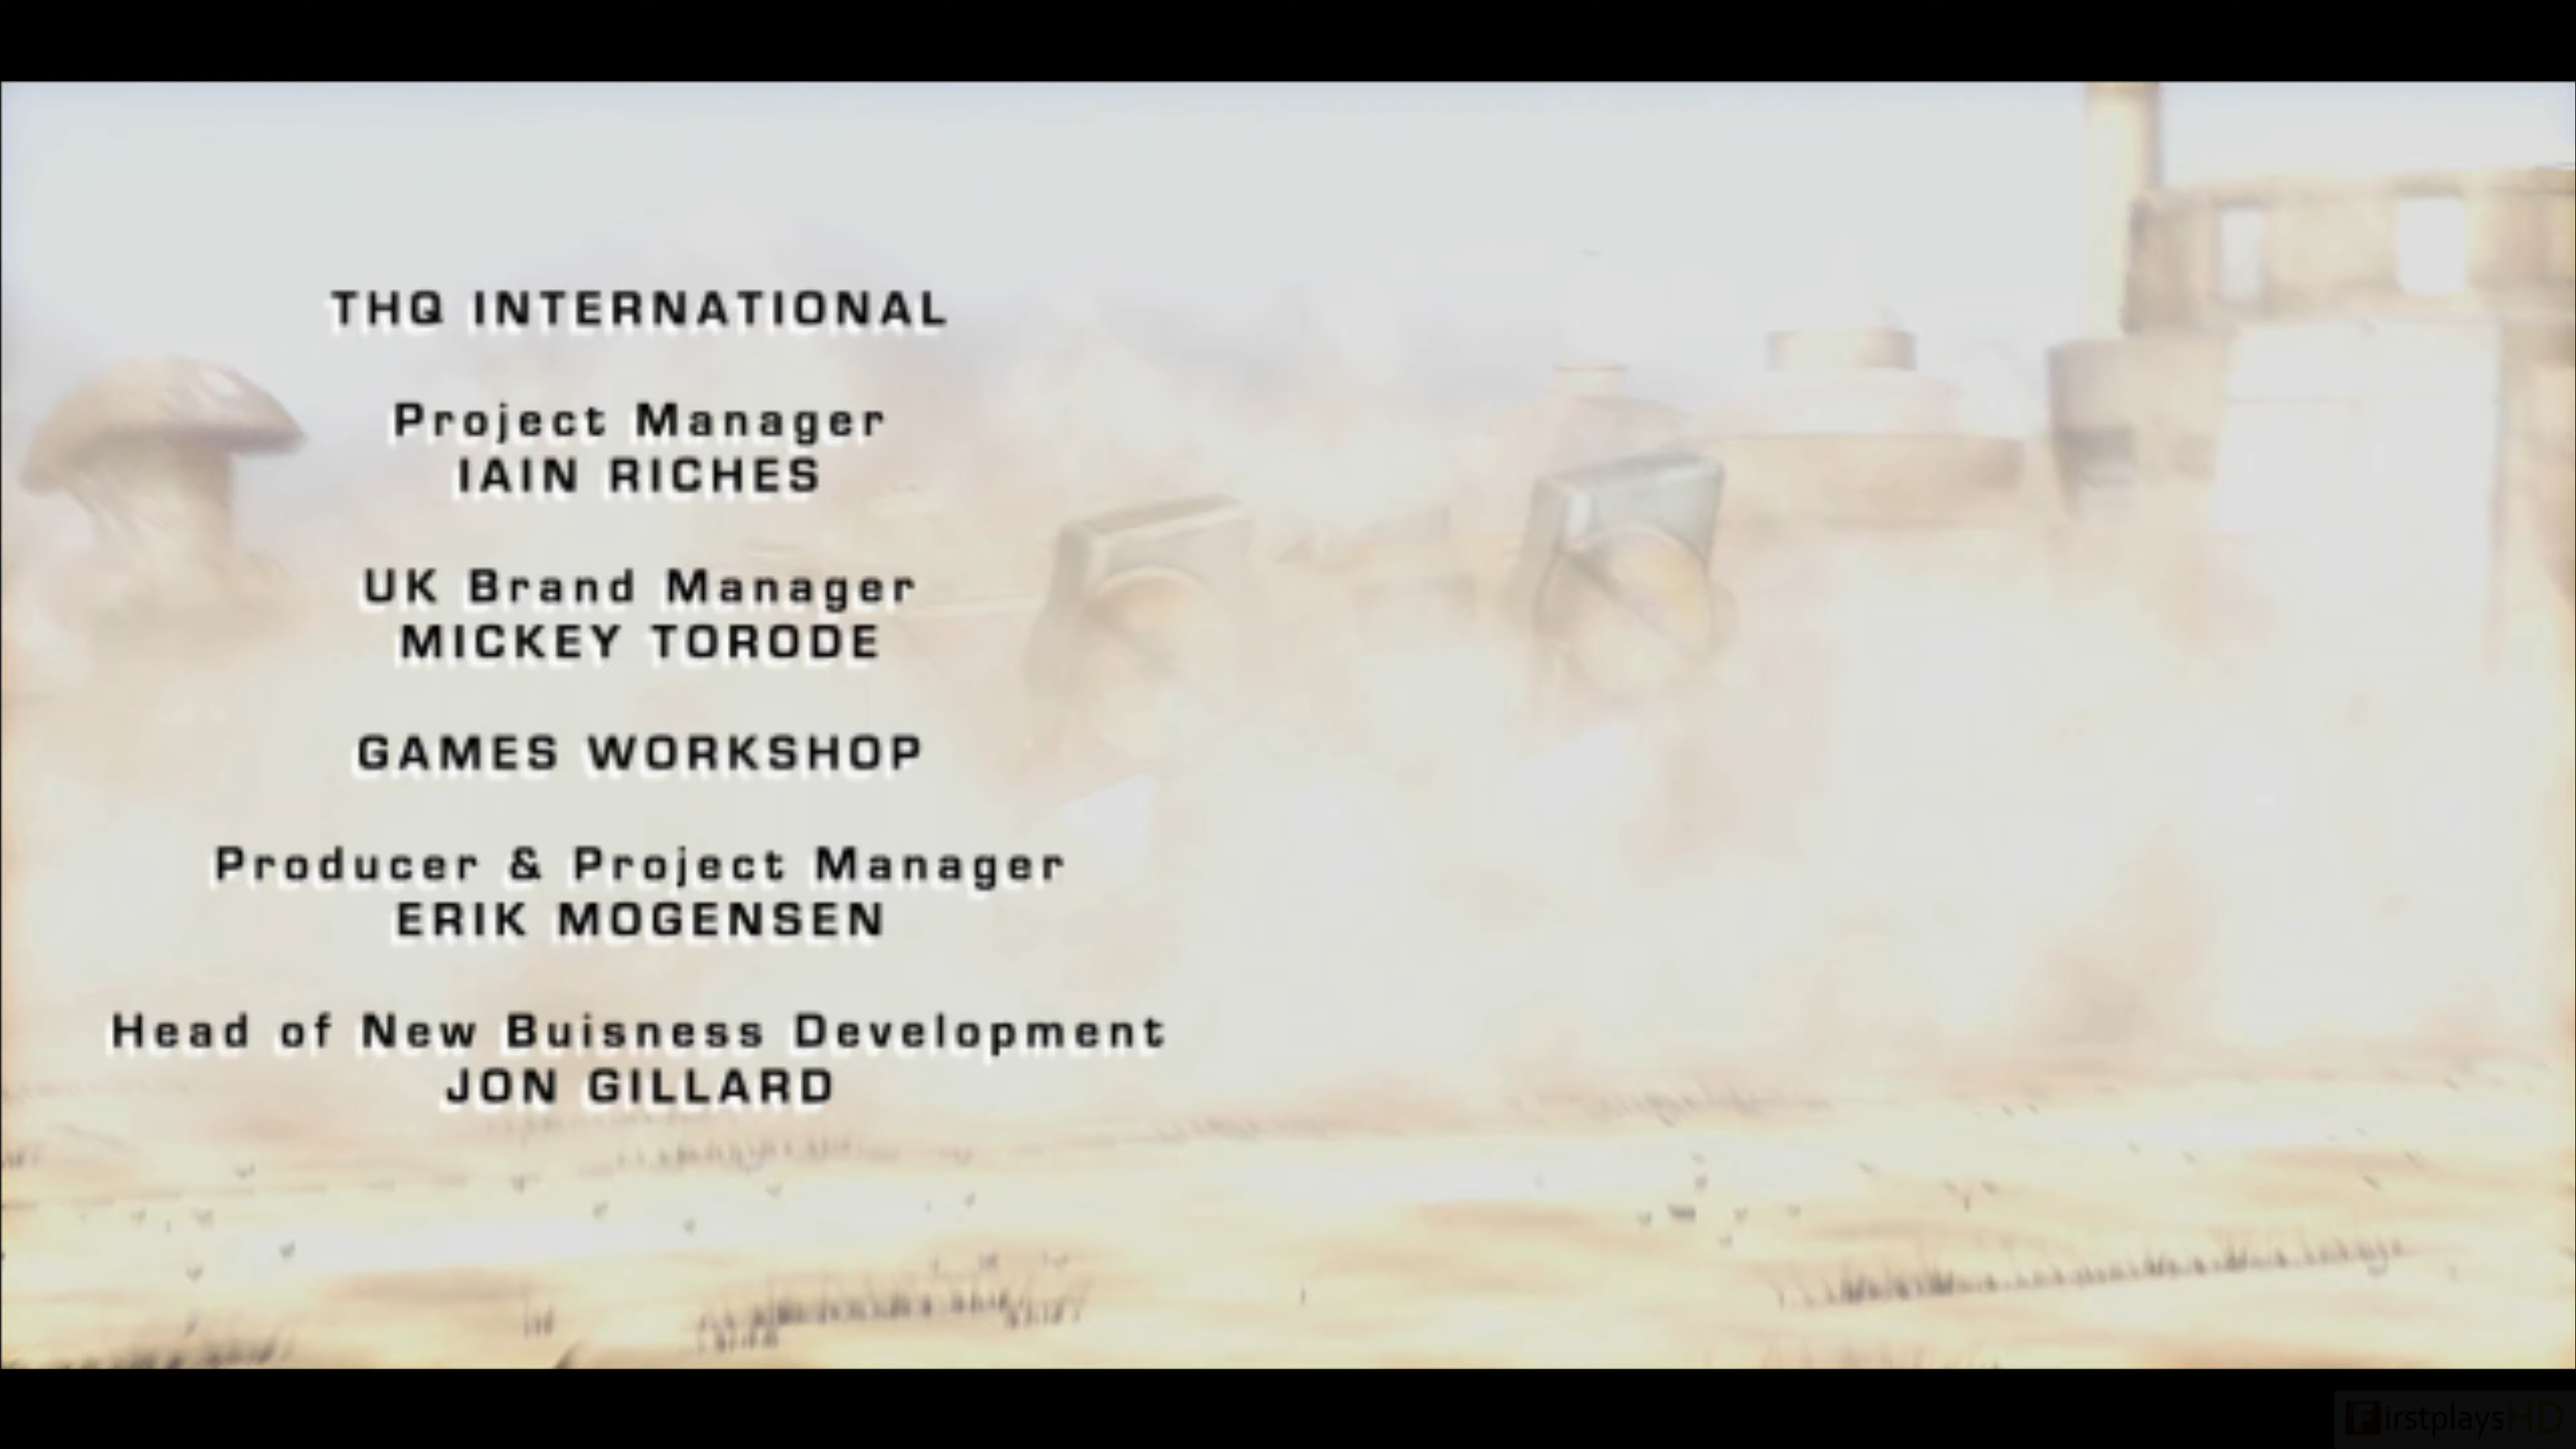 THQ INTERNATIONAL
Project Manager
IAIN RICHES
UK Brand Manager
MICKEY TORODE
GAMES WORKSHOP
Producer & Project Manager
ERIK MOGENSEN
Head of New Buisness Development
JON GILLARD
FirstplaysHD